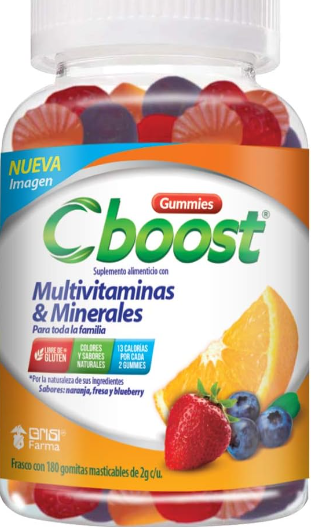 NUEVA
Imagen
Gummies
Cboost®
Suplemento alimenticio con
Multivitaminas
& Minerales
Para toda la familia
LIBRE DE*
GLUTEN
COLORES
Y SABORES
NATURALES
13 CALORÍAS
POR CADA
2 GUMMIES
*Por la naturaleza de sus Ingredientes
Sabores: naranja, fresa y blueberry
GRISI
Farma
Frasco con 180 gomitas masticables de 2g c/u.